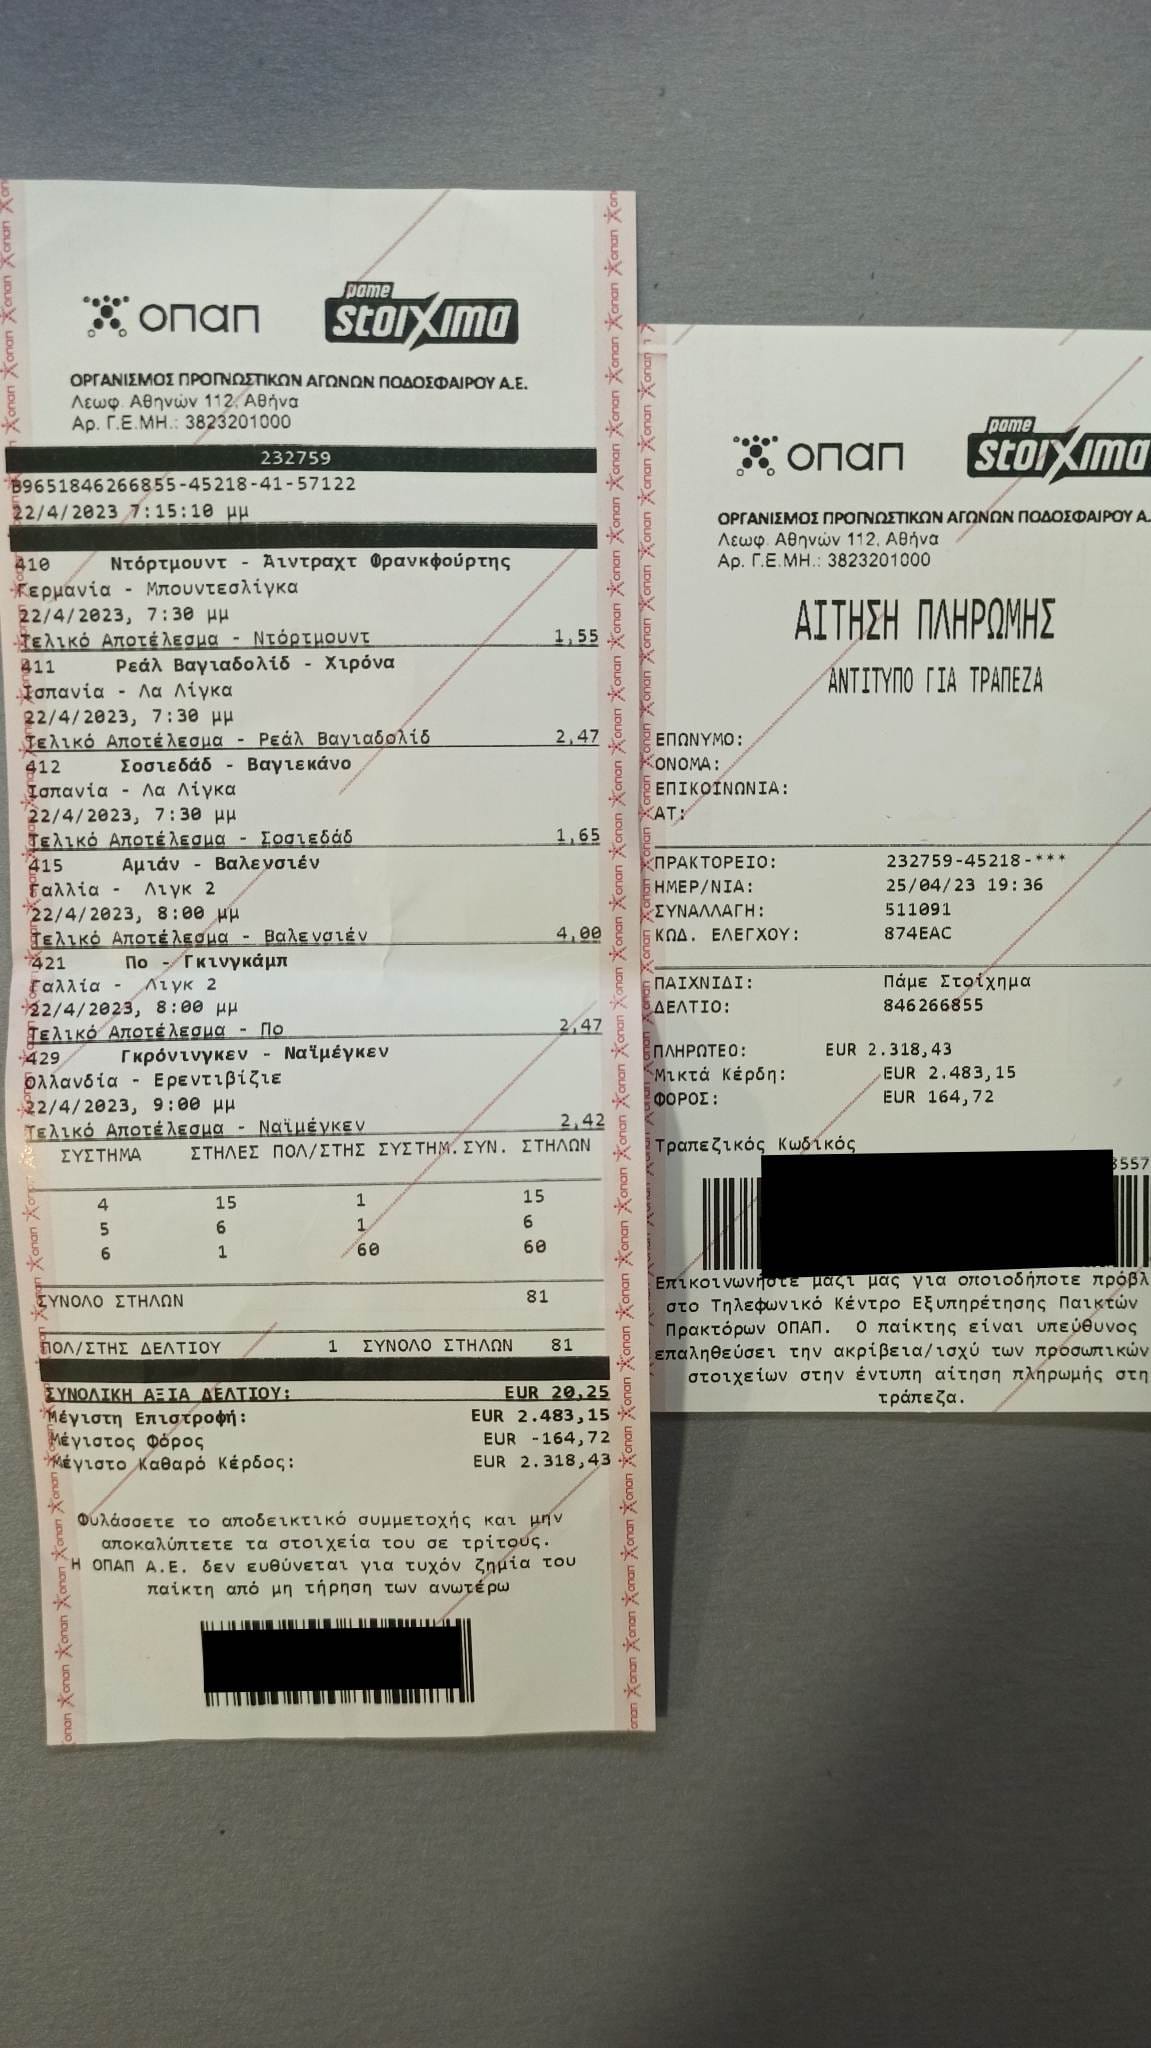 οπαπ
pame stoiXima
ΟΡΓΑΝΙΣΜΟΣ ΠΡΟΓΝΩΣΤΙΚΩΝ ΑΓΩΝΩΝ ΠΟΔΟΣΦΑΙΡΟΥ Α.Ε.
Λεωφ. Αθηνών 112, Αθήνα
Αρ. Γ.Ε.ΜΗ.: 3823201000
232759
B9651846266855-45218-41-57122
22/4/2023 7:15:10 μμ
410 Ντόρτμουντ - Άιντραχτ Φρανκφούρτης
Γερμανία - Μπουντεσλίγκα
22/4/2023, 7:30 μμ
Τελικό Αποτέλεσμα - Ντόρτμουντ 1,55
411 Ρεάλ Βαγιαδολίδ - Χιρόνα
Ισπανία - Λα Λίγκα
22/4/2023, 7:30 μμ
Τελικό Αποτέλεσμα - Ρεάλ Βαγιαδολίδ 2,47
412 Σοσιεδάδ - Βαγιεκάνο
Ισπανία - Λα Λίγκα
22/4/2023, 7:30 μμ
Τελικό Αποτέλεσμα - Σοσιεδάδ 1,65
415 Αμιάν - Βαλενσιέν
Γαλλία - Λιγκ 2
22/4/2023, 8:00 μμ
Τελικό Αποτέλεσμα - Βαλενσιέν 4,00
421 Πο - Γκινγκάμπ
Γαλλία - Λιγκ 2
22/4/2023, 8:00 μμ
Τελικό Αποτέλεσμα - Πο 2,47
429 Γκρόνινγκεν - Ναϊμέγκεν
Ολλανδία - Ερεντιβίζιε
22/4/2023, 9:00 μμ
Τελικό Αποτέλεσμα - Ναϊμέγκεν 2,42
ΣΥΣΤΗΜΑ ΣΤΗΛΕΣ ΠΟΛ/ΣΤΗΣ ΣΥΣΤΗΜ. ΣΥΝ. ΣΤΗΛΩΝ
4 15 1 15
5 6 1 6
6 1 60 60
ΣΥΝΟΛΟ ΣΤΗΛΩΝ 81
ΠΟΛ/ΣΤΗΣ ΔΕΛΤΙΟΥ 1 ΣΥΝΟΛΟ ΣΤΗΛΩΝ 81
ΣΥΝΟΛΙΚΗ ΑΞΙΑ ΔΕΛΤΙΟΥ: EUR 20,25
Μέγιστη Επιστροφή: EUR 2.483,15
Μέγιστος Φόρος EUR -164,72
Μέγιστο Καθαρό Κέρδος: EUR 2.318,43
Φυλάσσετε το αποδεικτικό συμμετοχής και μην
αποκαλύπτετε τα στοιχεία του σε τρίτους.
Η ΟΠΑΠ Α.Ε. δεν ευθύνεται για τυχόν ζημία του
παίκτη από μη τήρηση των ανωτέρω
οπαπ
pame stoiXima
ΟΡΓΑΝΙΣΜΟΣ ΠΡΟΓΝΩΣΤΙΚΩΝ ΑΓΩΝΩΝ ΠΟΔΟΣΦΑΙΡΟΥ Α.
Λεωφ. Αθηνών 112, Αθήνα
Αρ. Γ.Ε.ΜΗ.: 3823201000
ΑΙΤΗΣΗ ΠΛΗΡΩΜΗΣ
ΑΝΤΙΤΥΠΟ ΓΙΑ ΤΡΑΠΕΖΑ
ΕΠΩΝΥΜΟ:
ΟΝΟΜΑ:
ΕΠΙΚΟΙΝΩΝΙΑ:
ΑΤ:
ΠΡΑΚΤΟΡΕΙΟ: 232759-45218-***
ΗΜΕΡ/ΝΙΑ: 25/04/23 19:36
ΣΥΝΑΛΛΑΓΗ: 511091
ΚΩΔ. ΕΛΕΓΧΟΥ: 874EAC
ΠΑΙΧΝΙΔΙ: Πάμε Στοίχημα
ΔΕΛΤΙΟ: 846266855
ΠΛΗΡΩΤΕΟ: EUR 2.318,43
Μικτά Κέρδη: EUR 2.483,15
ΦΟΡΟΣ: EUR 164,72
Τραπεζικός Κωδικός
3557
Επικοινωνήστε μαζί μας για οποιοδήποτε πρόβλ
στο Τηλεφωνικό Κέντρο Εξυπηρέτησης Παικτών
Πρακτόρων ΟΠΑΠ. Ο παίκτης είναι υπεύθυνος
επαληθεύσει την ακρίβεια/ισχύ των προσωπικών
στοιχείων στην έντυπη αίτηση πληρωμής στη
τράπεζα.